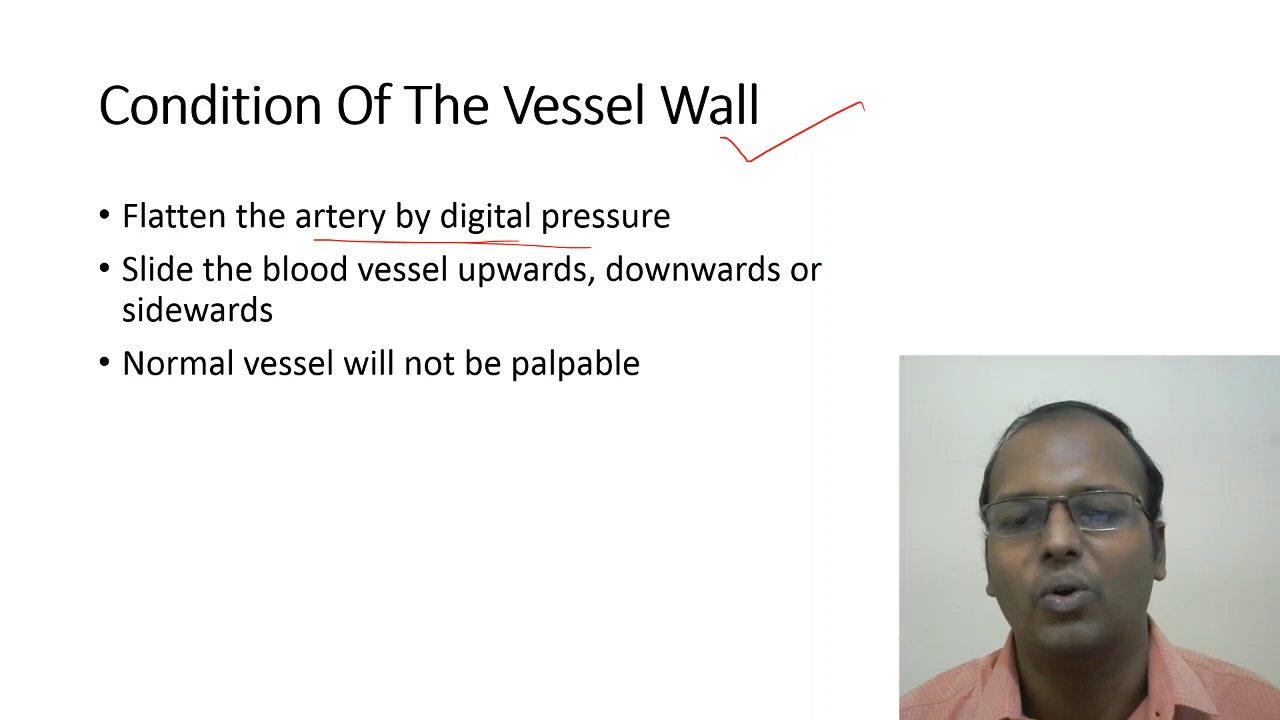 Condition Of The Vessel Wall
• Flatten the artery by digital pressure
• Slide the blood vessel upwards, downwards or
sidewards
• Normal vessel will not be palpable